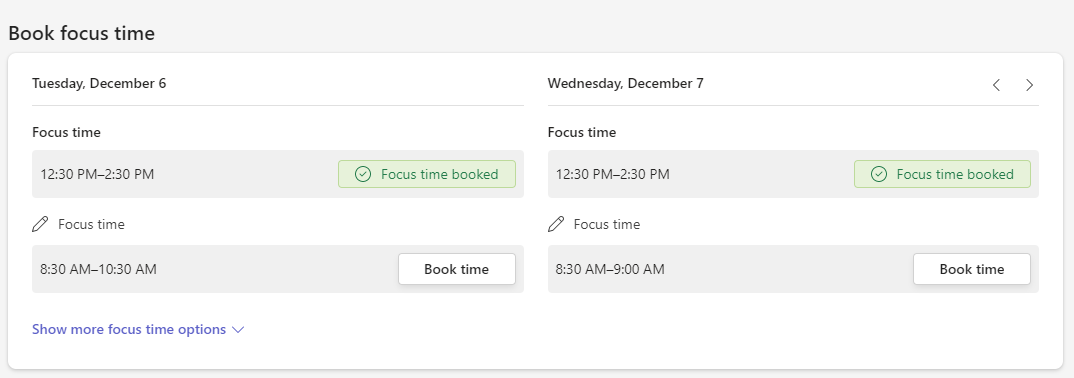 Book focus time
Tuesday, December 6
Focus time
12:30 PM–2:30 PM
Focus time booked
Focus time
8:30 AM–10:30 AM
Book time
Wednesday, December 7
Focus time
12:30 PM–2:30 PM
Focus time booked
Focus time
8:30 AM–9:00 AM
Book time
Show more focus time options